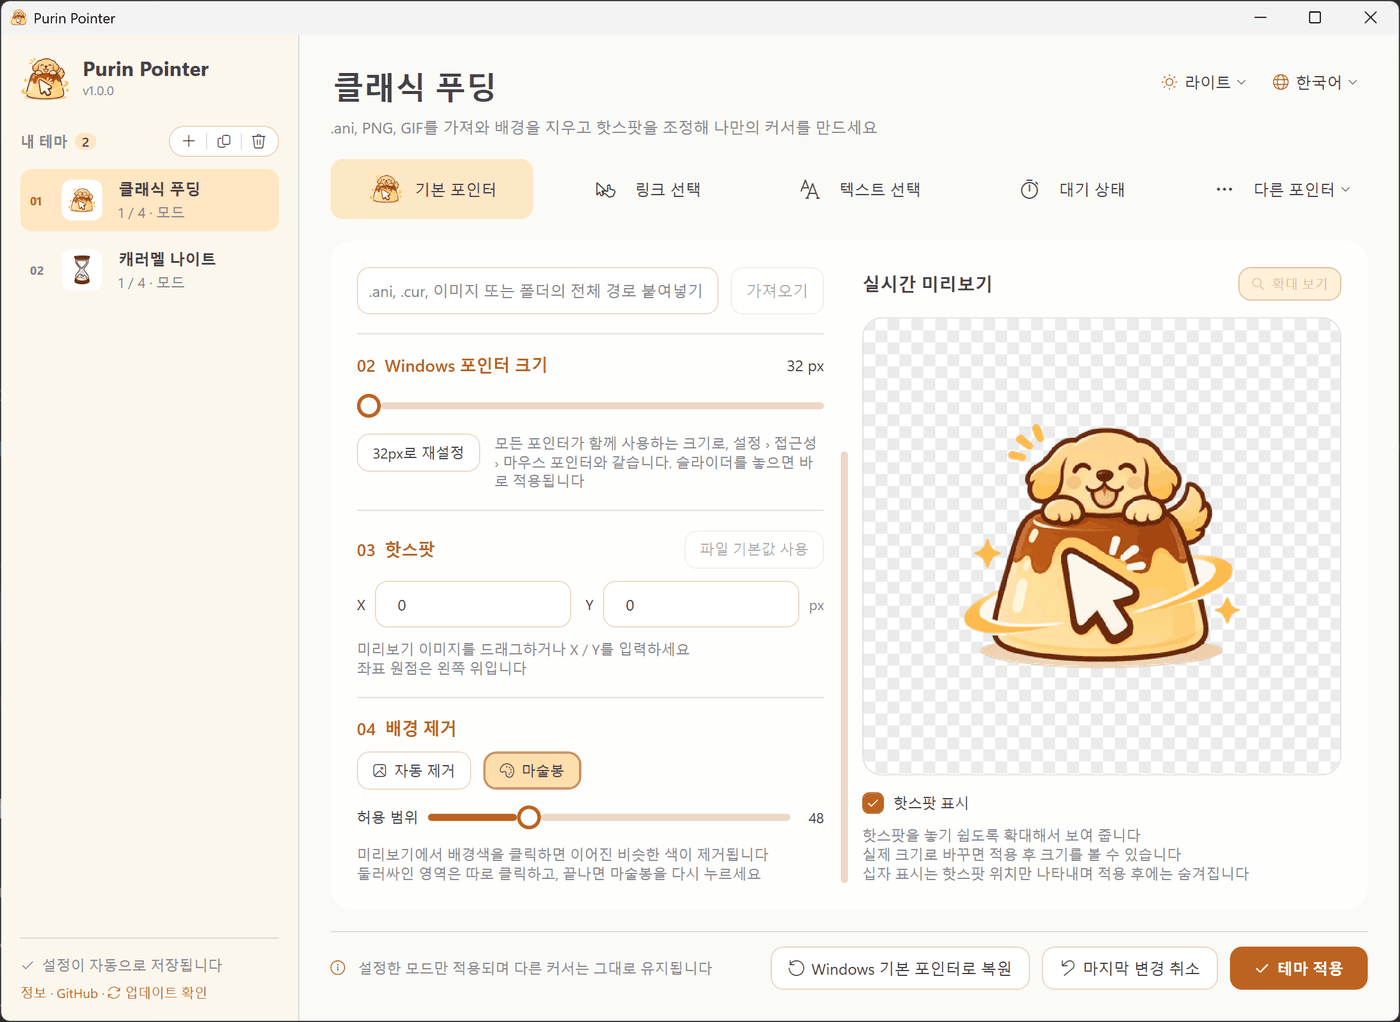 Purin Pointer
Purin Pointer
v1.0.0
내 테마 2
01
클래식 푸딩
1 / 4 · 모드
02
캐러멜 나이트
1 / 4 · 모드
✓ 설정이 자동으로 저장됩니다
정보 · GitHub · 업데이트 확인
클래식 푸딩
라이트
한국어
.ani, PNG, GIF를 가져와 배경을 지우고 핫스팟을 조정해 나만의 커서를 만드세요
기본 포인터
링크 선택
텍스트 선택
대기 상태
다른 포인터
.ani, .cur, 이미지 또는 폴더의 전체 경로 붙여넣기
가져오기
02 Windows 포인터 크기
32 px
32px로 재설정
모든 포인터가 함께 사용하는 크기로, 설정 › 접근성
› 마우스 포인터와 같습니다. 슬라이더를 놓으면 바
로 적용됩니다
03 핫스팟
파일 기본값 사용
X 0
Y 0
px
미리보기 이미지를 드래그하거나 X / Y를 입력하세요
좌표 원점은 왼쪽 위입니다
04 배경 제거
자동 제거
마술봉
허용 범위
48
미리보기에서 배경색을 클릭하면 이어진 비슷한 색이 제거됩니다
둘러싸인 영역은 따로 클릭하고, 끝나면 마술봉을 다시 누르세요
실시간 미리보기
확대 보기
핫스팟 표시
핫스팟을 놓기 쉽도록 확대해서 보여 줍니다
실제 크기로 바꾸면 적용 후 크기를 볼 수 있습니다
십자 표시는 핫스팟 위치만 나타내며 적용 후에는 숨겨집니다
설정한 모드만 적용되며 다른 커서는 그대로 유지됩니다
Windows 기본 포인터로 복원
마지막 변경 취소
테마 적용